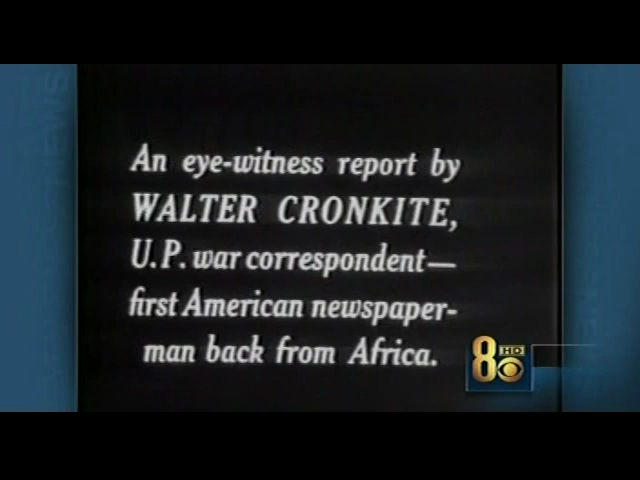 An eye-witness report by
WALTER CRONKITE,
U.P. war correspondent—
first American newspaper-
man back from Africa.
8 HD